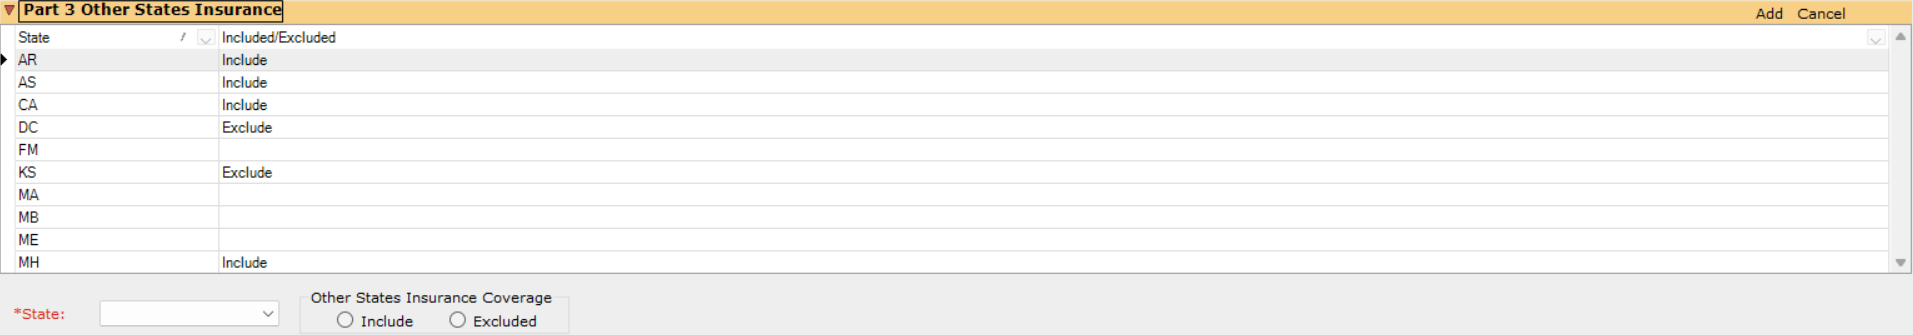 Part 3 Other States Insurance
Add Cancel
State / Included/Excluded
AR Include
AS Include
CA Include
DC Exclude
FM
KS Exclude
MA
MB
ME
MH Include
Other States Insurance Coverage
*State:
Include Excluded